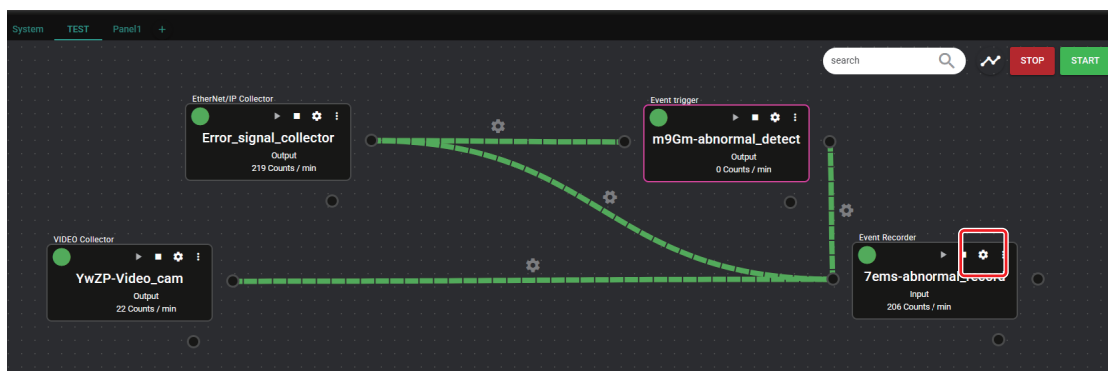 System TEST Panel1 +
search STOP START
EtherNet/IP Collector
Error_signal_collector
Output
219 Counts / min
Event trigger
m9Gm-abnormal_detect
Output
0 Counts / min
VIDEO Collector
YwZP-Video_cam
Output
22 Counts / min
Event Recorder
7ems-abnormal_record
Input
206 Counts / min